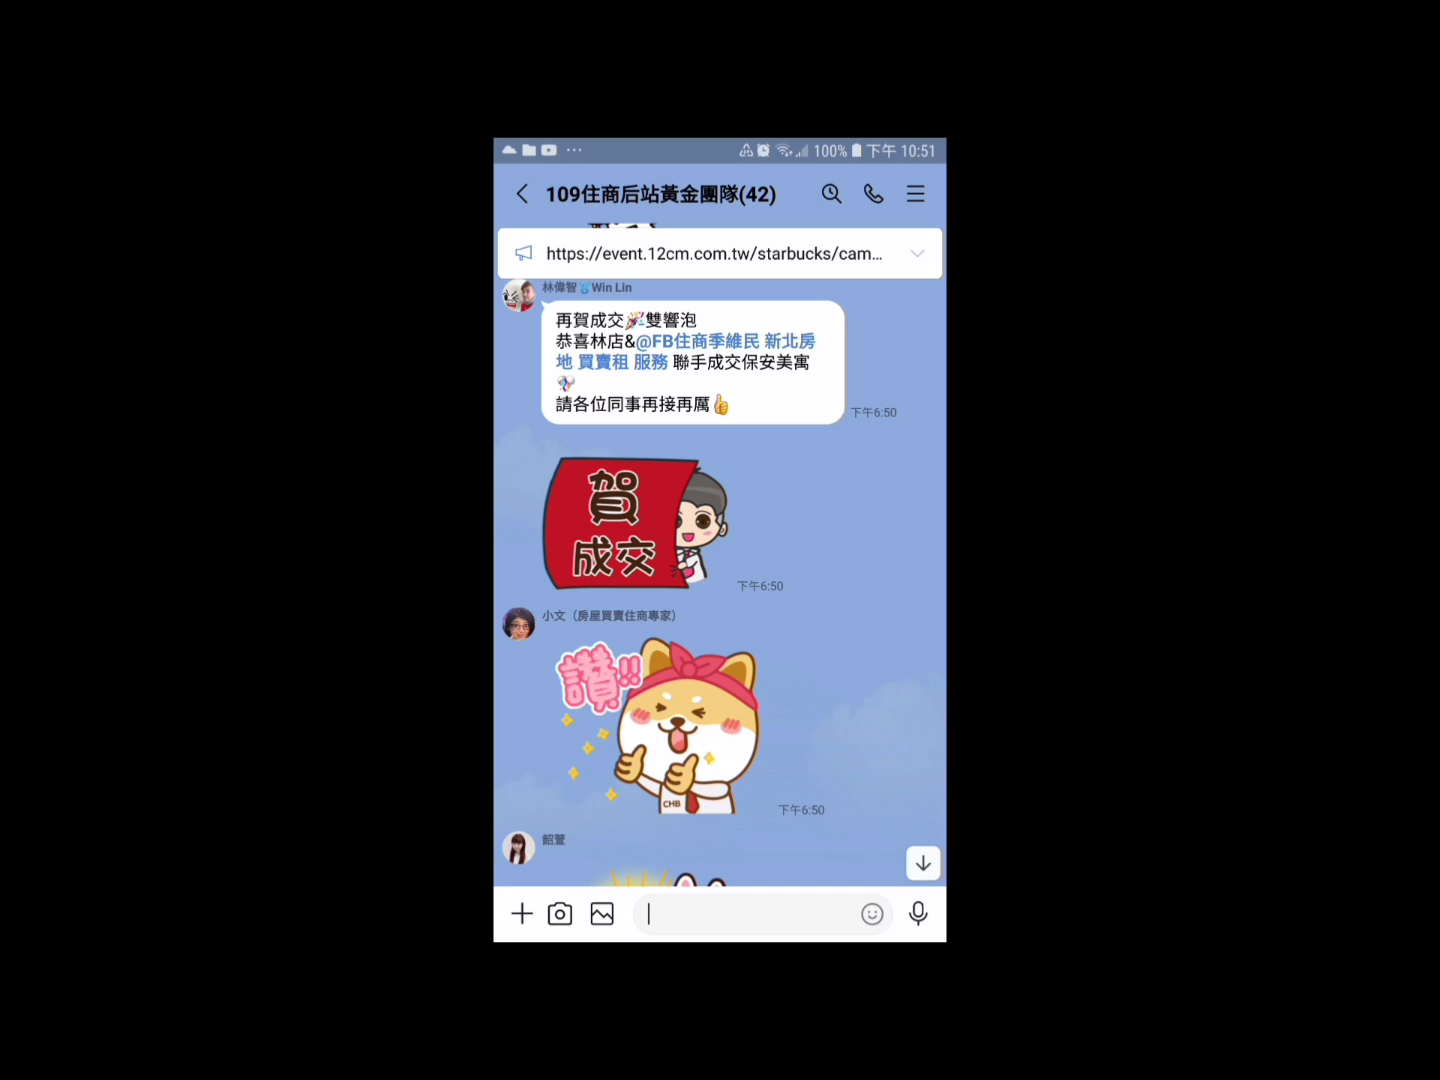 100% 下午 10:51
109住商后站黃金團隊(42)
https://event.12cm.com.tw/starbucks/cam...
林偉智🥈Win Lin
再賀成交🎉雙響泡
恭喜林店&@FB住商季維民 新北房
地 買賣租 服務 聯手成交保安美寓
🎊
請各位同事再接再厲👍
下午6:50
賀
成交
下午6:50
小文（房屋買賣住商專家）
讚!!
CHB
下午6:50
韶萱